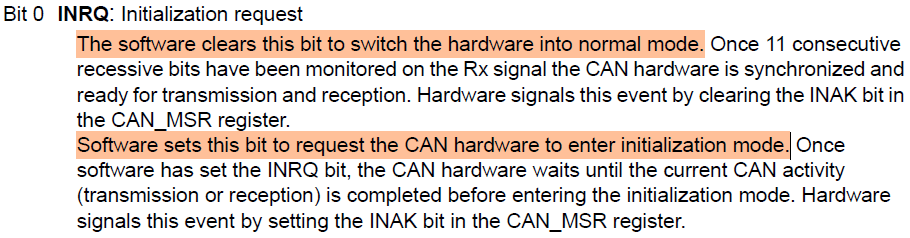 Bit 0 INRQ: Initialization request
The software clears this bit to switch the hardware into normal mode. Once 11 consecutive
recessive bits have been monitored on the Rx signal the CAN hardware is synchronized and
ready for transmission and reception. Hardware signals this event by clearing the INAK bit in
the CAN_MSR register.
Software sets this bit to request the CAN hardware to enter initialization mode. Once
software has set the INRQ bit, the CAN hardware waits until the current CAN activity
(transmission or reception) is completed before entering the initialization mode. Hardware
signals this event by setting the INAK bit in the CAN_MSR register.